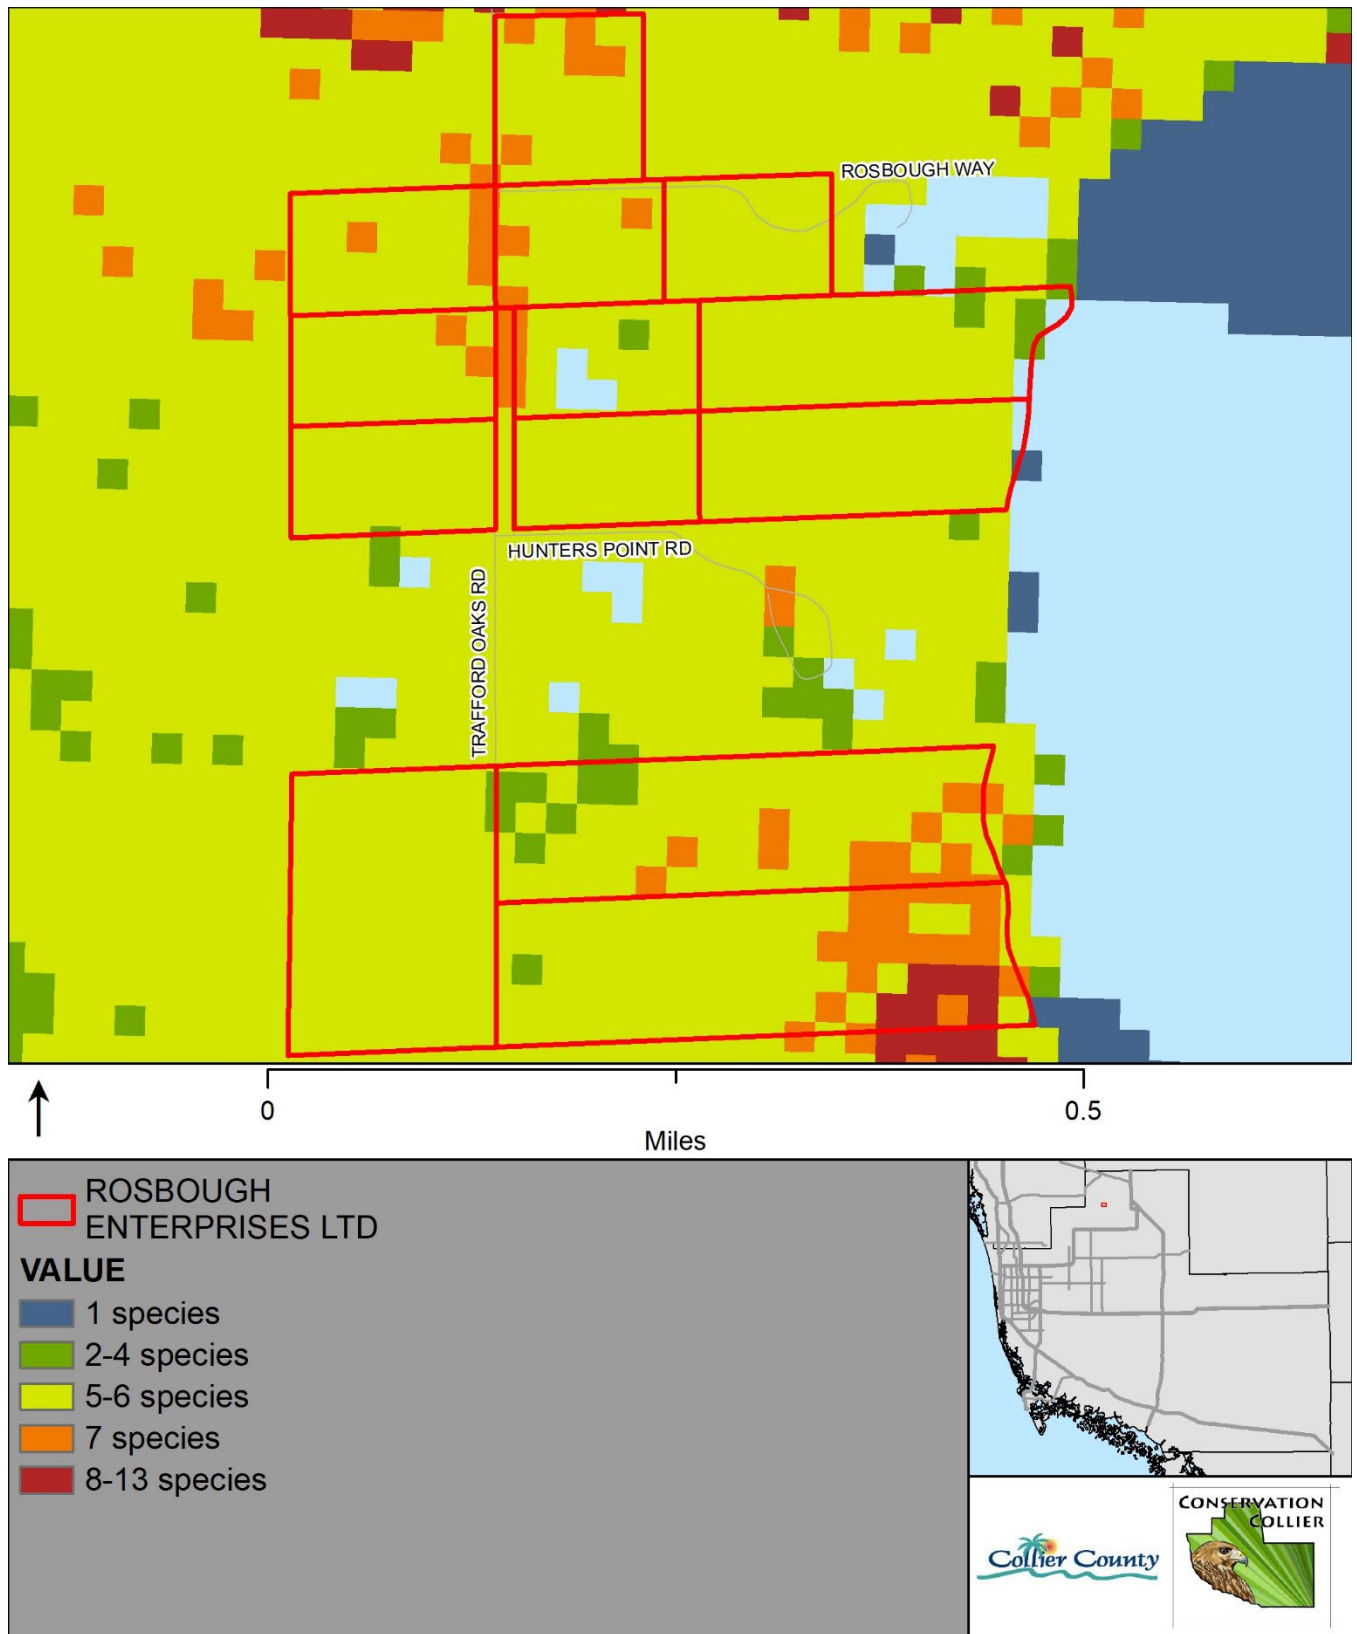 ROSBOUGH WAY
HUNTERS POINT RD
TRAFFORD OAKS RD
0
0.5
Miles
ROSBOUGH
ENTERPRISES LTD
VALUE
1 species
2-4 species
5-6 species
7 species
8-13 species
Collier County
CONSERVATION
COLLIER